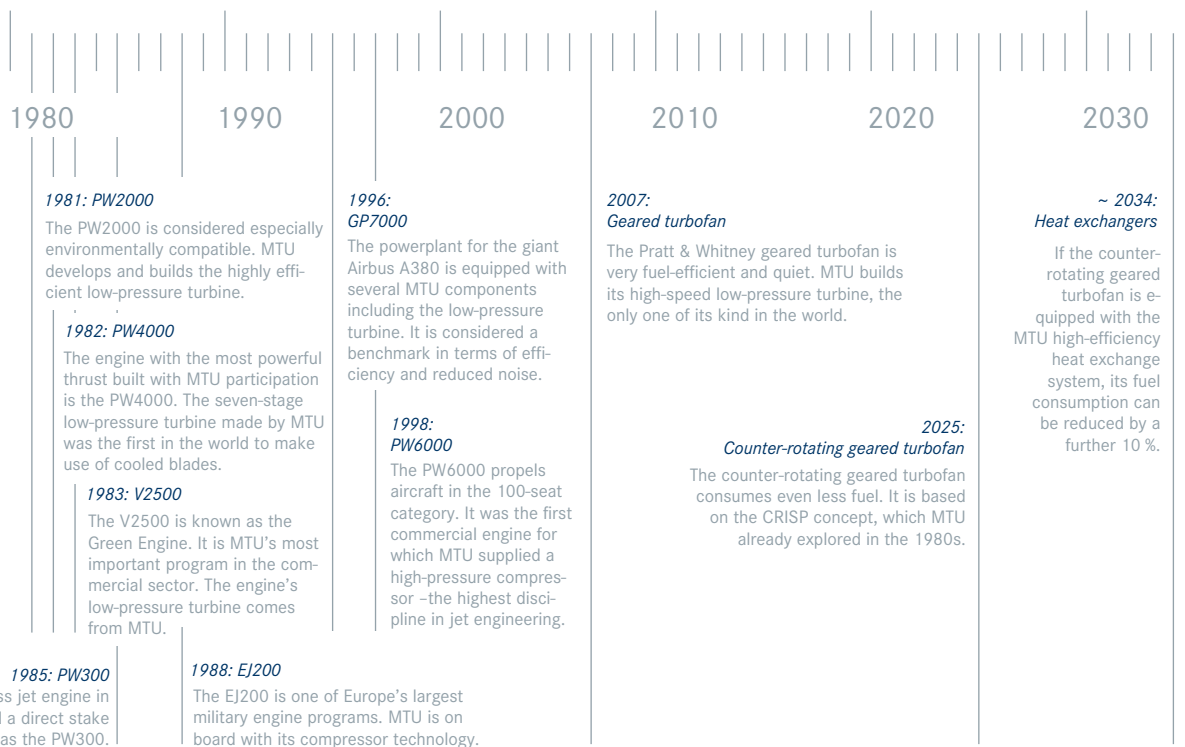 1980
1990
2000
2010
2020
2030
1981: PW2000
The PW2000 is considered especially
environmentally compatible. MTU
develops and builds the highly effi-
cient low-pressure turbine.
1982: PW4000
The engine with the most powerful
thrust built with MTU participation
is the PW4000. The seven-stage
low-pressure turbine made by MTU
was the first in the world to make
use of cooled blades.
1983: V2500
The V2500 is known as the
Green Engine. It is MTU's most
important program in the com-
mercial sector. The engine's
low-pressure turbine comes
from MTU.
1985: PW300
ss jet engine in
a direct stake
as the PW300.
1988: EJ200
The EJ200 is one of Europe's largest
military engine programs. MTU is on
board with its compressor technology.
1996:
GP7000
The powerplant for the giant
Airbus A380 is equipped with
several MTU components
including the low-pressure
turbine. It is considered a
benchmark in terms of effi-
ciency and reduced noise.
1998:
PW6000
The PW6000 propels
aircraft in the 100-seat
category. It was the first
commercial engine for
which MTU supplied a
high-pressure compres-
sor –the highest disci-
pline in jet engineering.
2007:
Geared turbofan
The Pratt & Whitney geared turbofan is
very fuel-efficient and quiet. MTU builds
its high-speed low-pressure turbine, the
only one of its kind in the world.
2025:
Counter-rotating geared turbofan
The counter-rotating geared turbofan
consumes even less fuel. It is based
on the CRISP concept, which MTU
already explored in the 1980s.
~ 2034:
Heat exchangers
If the counter-
rotating geared
turbofan is e-
quipped with the
MTU high-efficiency
heat exchange
system, its fuel
consumption can
be reduced by a
further 10 %.